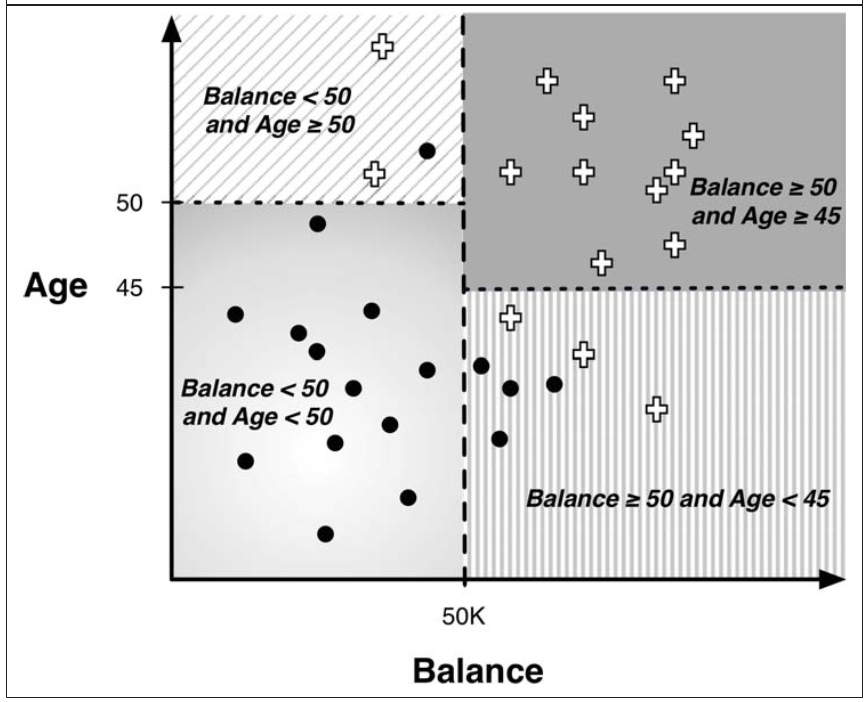 Balance < 50
and Age ≥ 50
Balance ≥ 50
and Age ≥ 45
50
Age
45
Balance < 50
and Age < 50
Balance ≥ 50 and Age < 45
50K
Balance